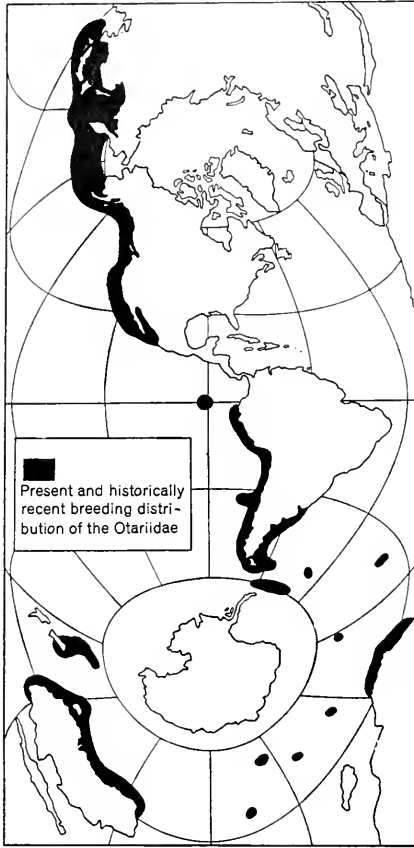 Present and historically
recent breeding distri-
bution of the Otariidae